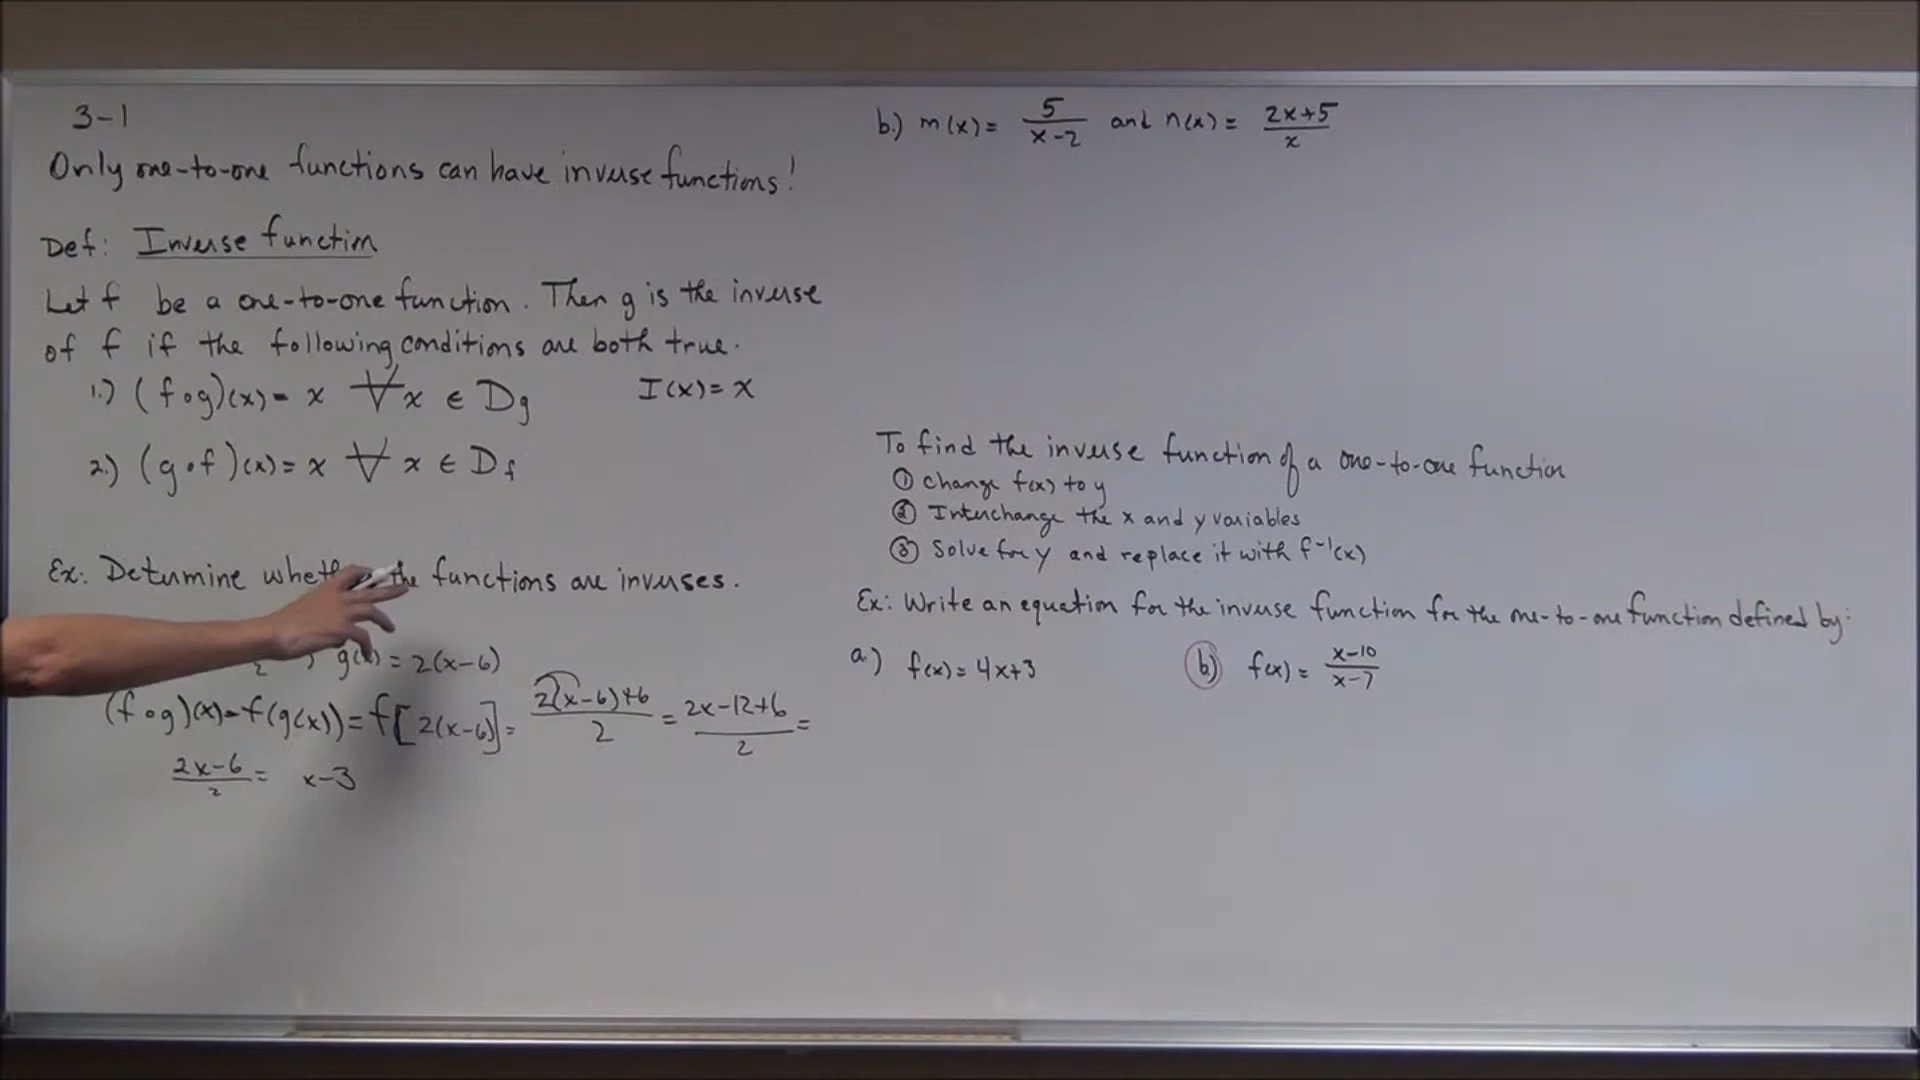 3-1
Only one-to-one functions can have inverse functions!
Def: Inverse function
Let f be a one-to-one function. Then g is the inverse
of f if the following conditions are both true.
1.) (f∘g)(x) = x ∀x ∈ Dg I(x) = x
2.) (g∘f)(x) = x ∀ x ∈ Df
Ex: Determine the functions are inverses.
2 , g(x) = 2(x-6)
(f∘g)(x) = f(g(x)) = f[2(x-6)] = (2(x-6)+6)/2 = (2x-12+6)/2 =
(2x-6)/2 = x-3
b.) m(x) = 5/(x-2) and n(x) = (2x+5)/x
To find the inverse function of a one-to-one function
① change f(x) to y
② Interchange the x and y variables
③ Solve for y and replace it with f⁻¹(x)
Ex: Write an equation for the inverse function for the one-to-one function defined by:
a.) f(x) = 4x+3 b.) f(x) = (x-10)/(x-7)